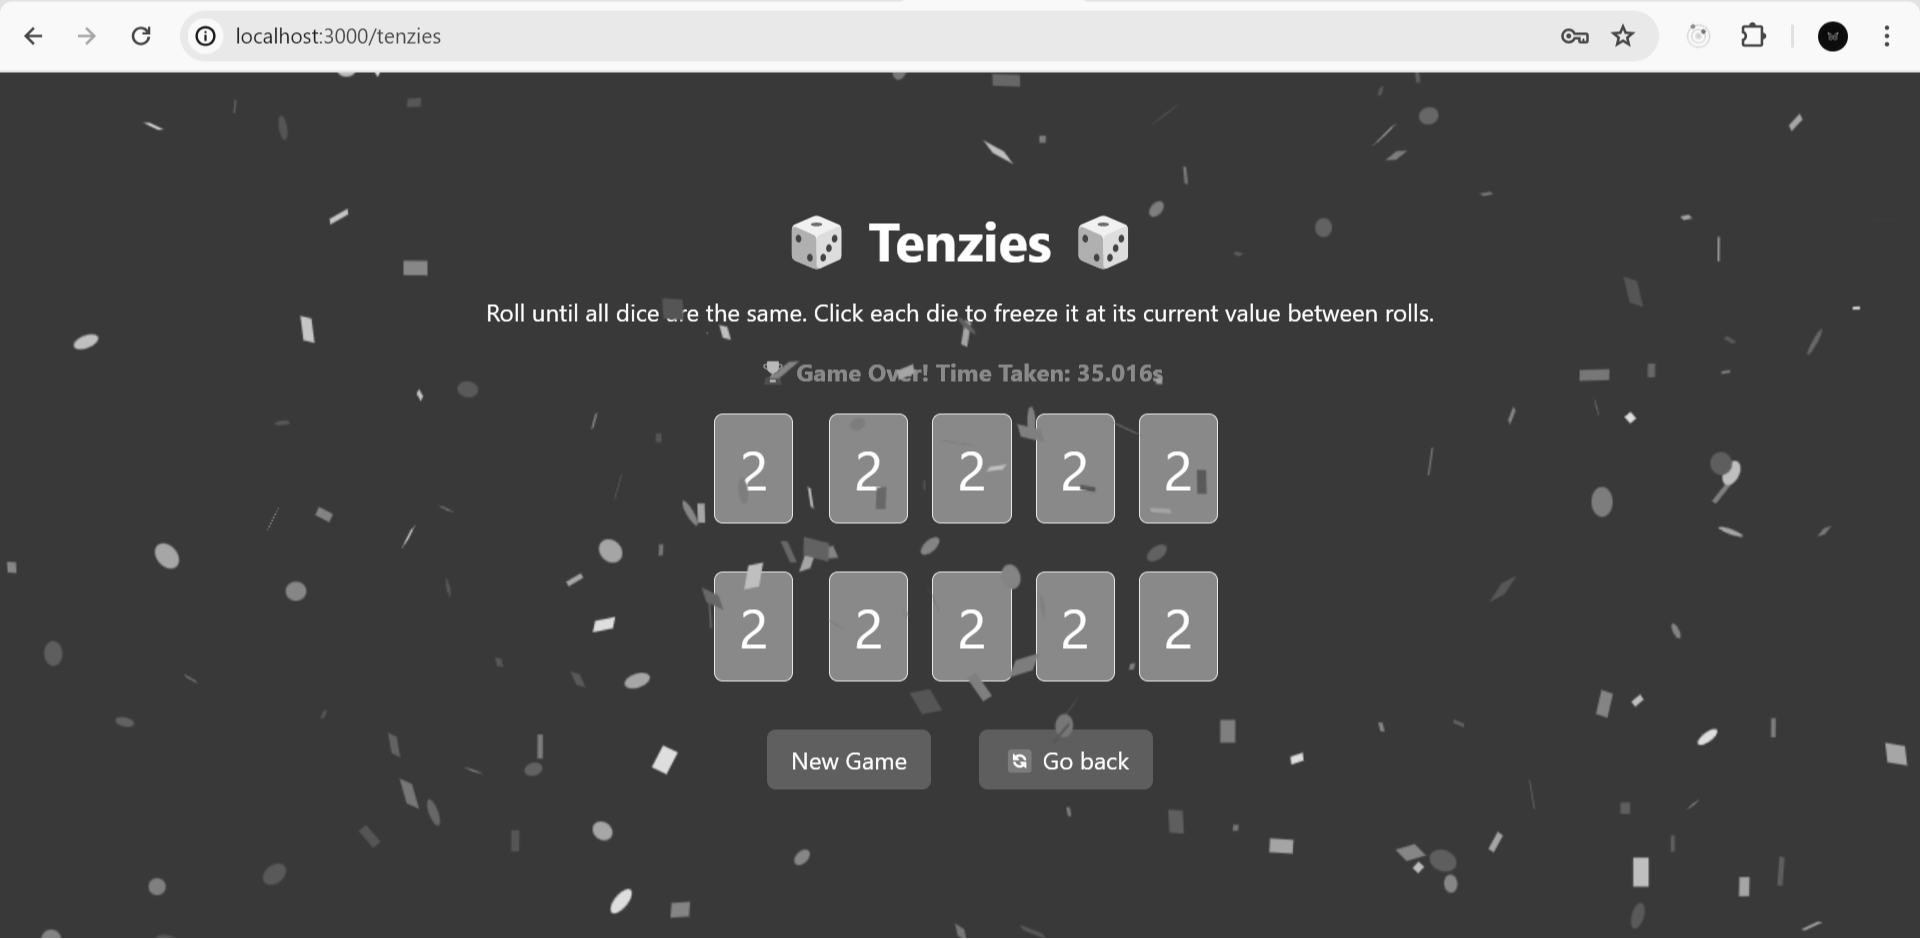 localhost:3000/tenzies
Tenzies
Roll until all dice are the same. Click each die to freeze it at its current value between rolls.
Game Over! Time Taken: 35.016s
2 2 2 2 2
2 2 2 2 2
New Game Go back